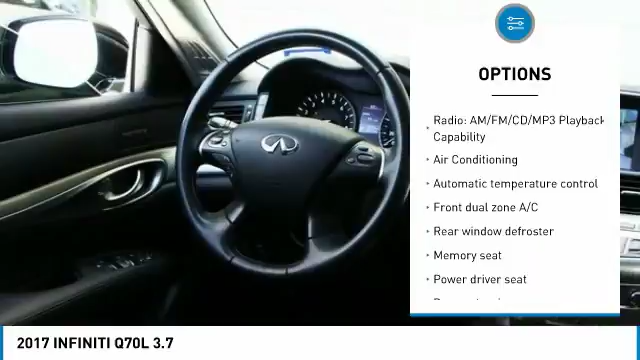 OPTIONS
Radio: AM/FM/CD/MP3 Playback
Capability
Air Conditioning
Automatic temperature control
Front dual zone A/C
Rear window defroster
Memory seat
Power driver seat
2017 INFINITI Q70L 3.7